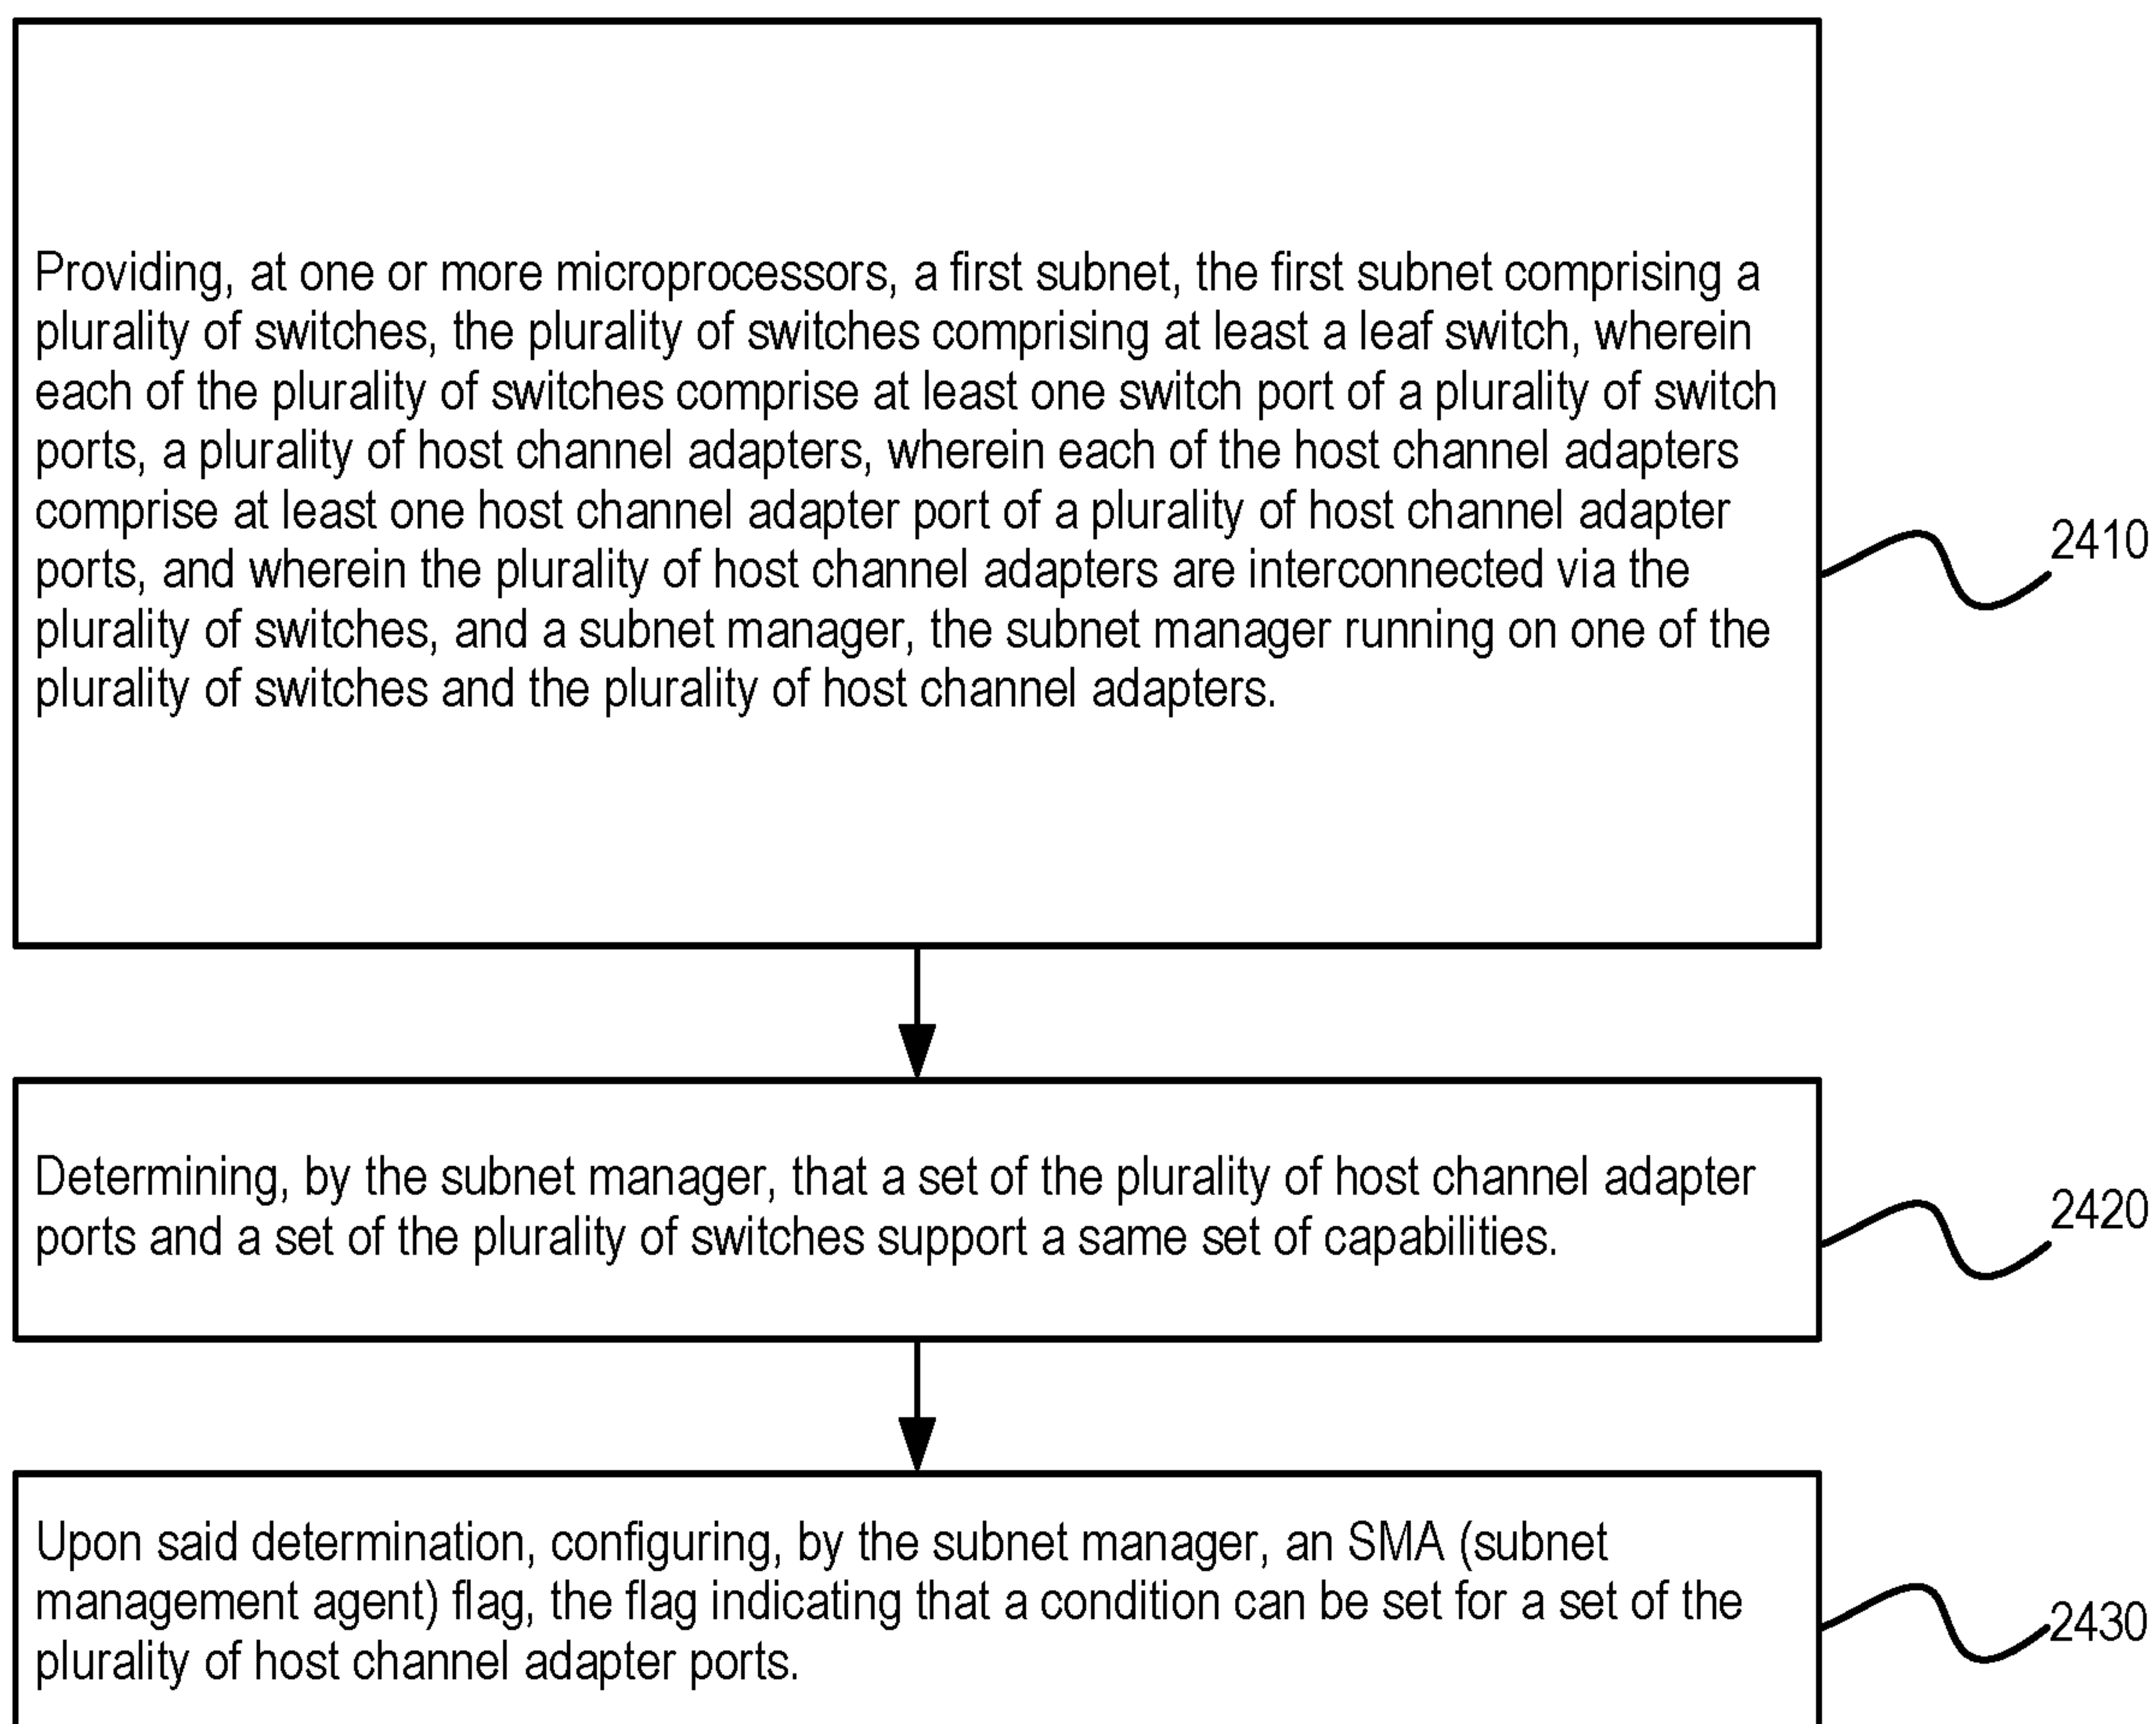 Providing, at one or more microprocessors, a first subnet, the first subnet comprising a
plurality of switches, the plurality of switches comprising at least a leaf switch, wherein
each of the plurality of switches comprise at least one switch port of a plurality of switch
ports, a plurality of host channel adapters, wherein each of the host channel adapters
comprise at least one host channel adapter port of a plurality of host channel adapter
ports, and wherein the plurality of host channel adapters are interconnected via the
plurality of switches, and a subnet manager, the subnet manager running on one of the
plurality of switches and the plurality of host channel adapters.
2410
Determining, by the subnet manager, that a set of the plurality of host channel adapter
ports and a set of the plurality of switches support a same set of capabilities.
2420
Upon said determination, configuring, by the subnet manager, an SMA (subnet
management agent) flag, the flag indicating that a condition can be set for a set of the
plurality of host channel adapter ports.
2430